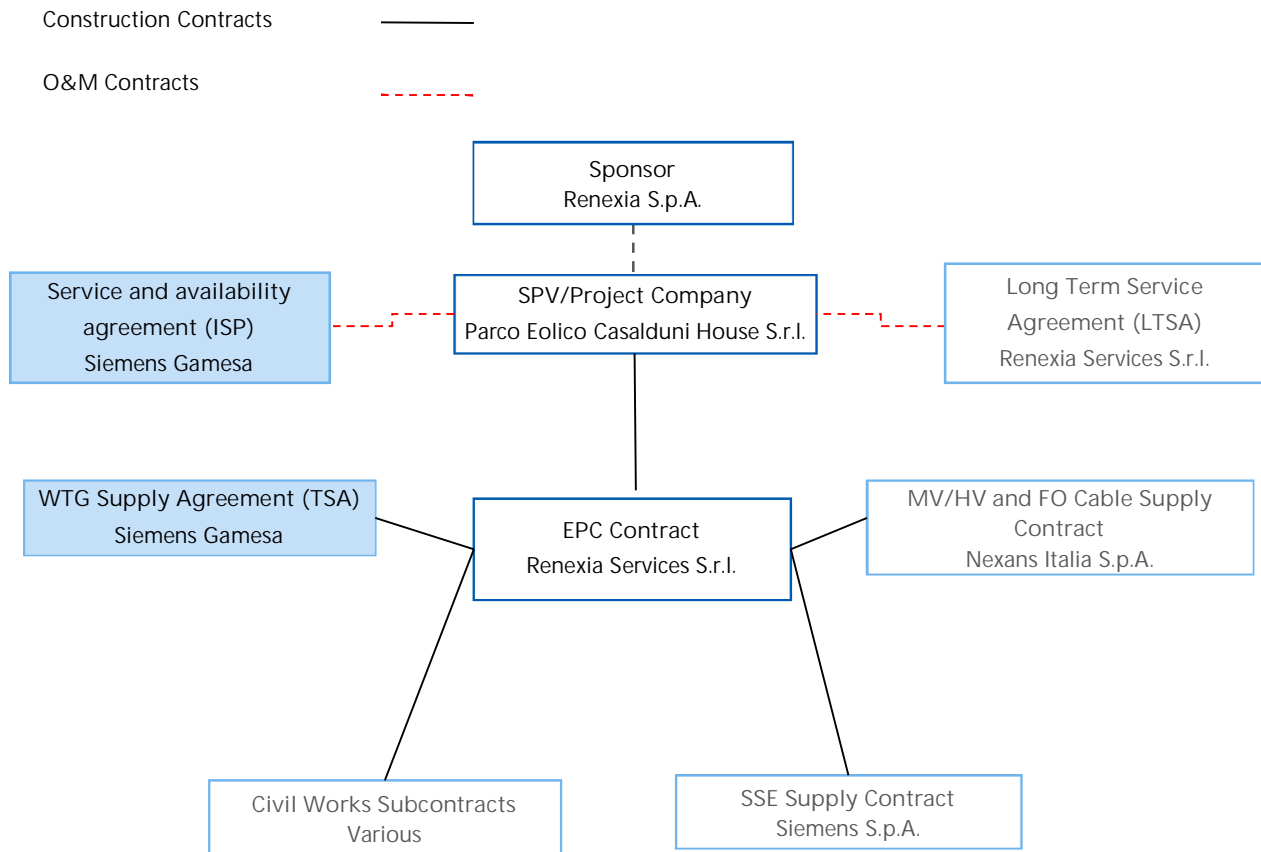 Construction Contracts
O&M Contracts
Sponsor
Renexia S.p.A.
Service and availability
agreement (ISP)
Siemens Gamesa
SPV/Project Company
Parco Eolico Casalduni House S.r.l.
Long Term Service
Agreement (LTSA)
Renexia Services S.r.l.
WTG Supply Agreement (TSA)
Siemens Gamesa
EPC Contract
Renexia Services S.r.l.
MV/HV and FO Cable Supply
Contract
Nexans Italia S.p.A.
Civil Works Subcontracts
Various
SSE Supply Contract
Siemens S.p.A.